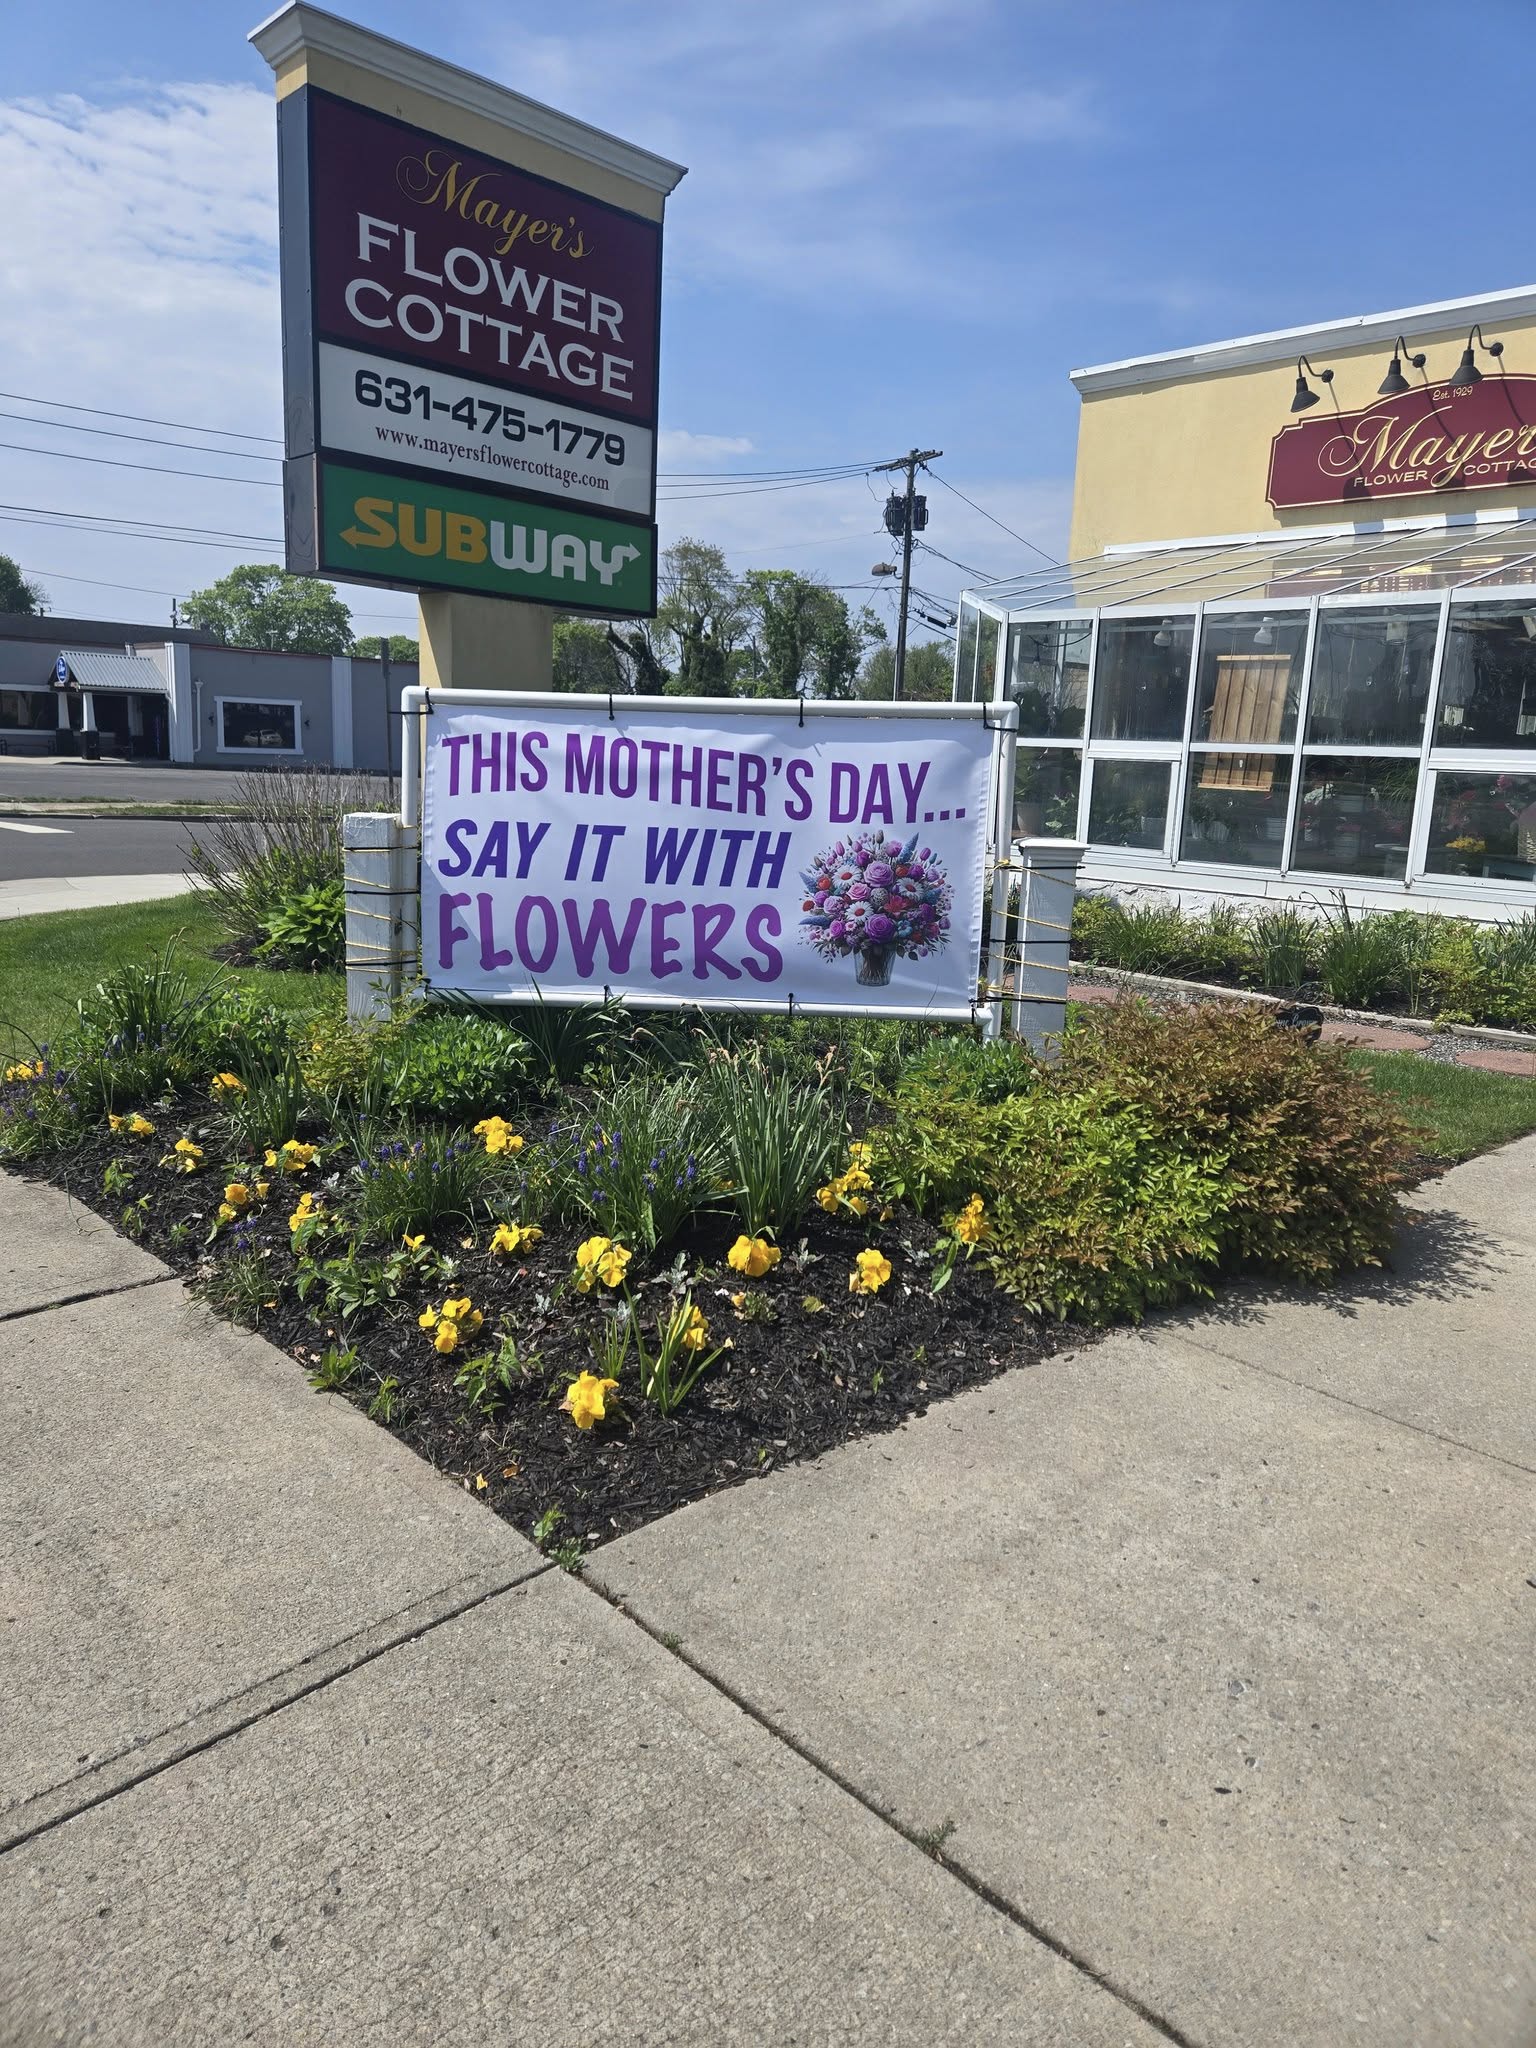 Mayer's
FLOWER
COTTAGE
631-475-1779
www.mayersflowercottage.com
SUBWAY
Est. 1929
Mayer
FLOWER COTTAG
THIS MOTHER'S DAY...
SAY IT WITH
FLOWERS